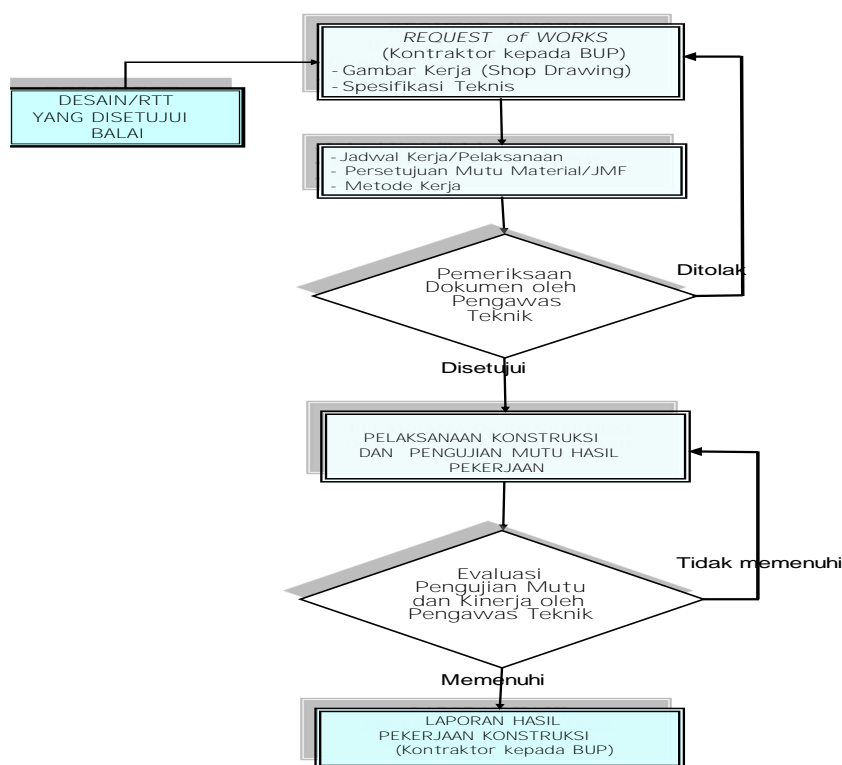 REQUEST of WORKS
(Kontraktor kepada BUP)
- Gambar Kerja (Shop Drawing)
- Spesifikasi Teknis
DESAIN/RTT
YANG DISETUJUI
BALAI
- Jadwal Kerja/Pelaksanaan
- Persetujuan Mutu Material/JMF
- Metode Kerja
Pemeriksaan
Dokumen oleh
Pengawas
Teknik
Ditolak
Disetujui
PELAKSANAAN KONSTRUKSI
DAN PENGUJIAN MUTU HASIL
PEKERJAAN
Evaluasi
Pengujian Mutu
dan Kinerja oleh
Pengawas Teknik
Tidak memenuhi
Memenuhi
LAPORAN HASIL
PEKERJAAN KONSTRUKSI
(Kontraktor kepada BUP)